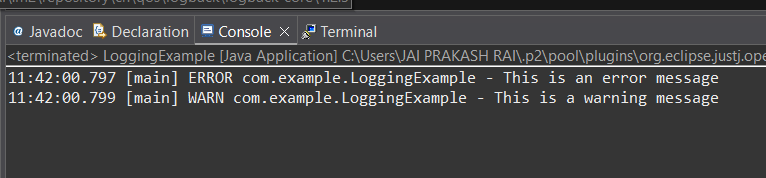 Javadoc Declaration Console Terminal
<terminated> LoggingExample [Java Application] C:\Users\JAI PRAKASH RAI\.p2\pool\plugins\org.eclipse.justj.ope
11:42:00.797 [main] ERROR com.example.LoggingExample - This is an error message
11:42:00.799 [main] WARN com.example.LoggingExample - This is a warning message